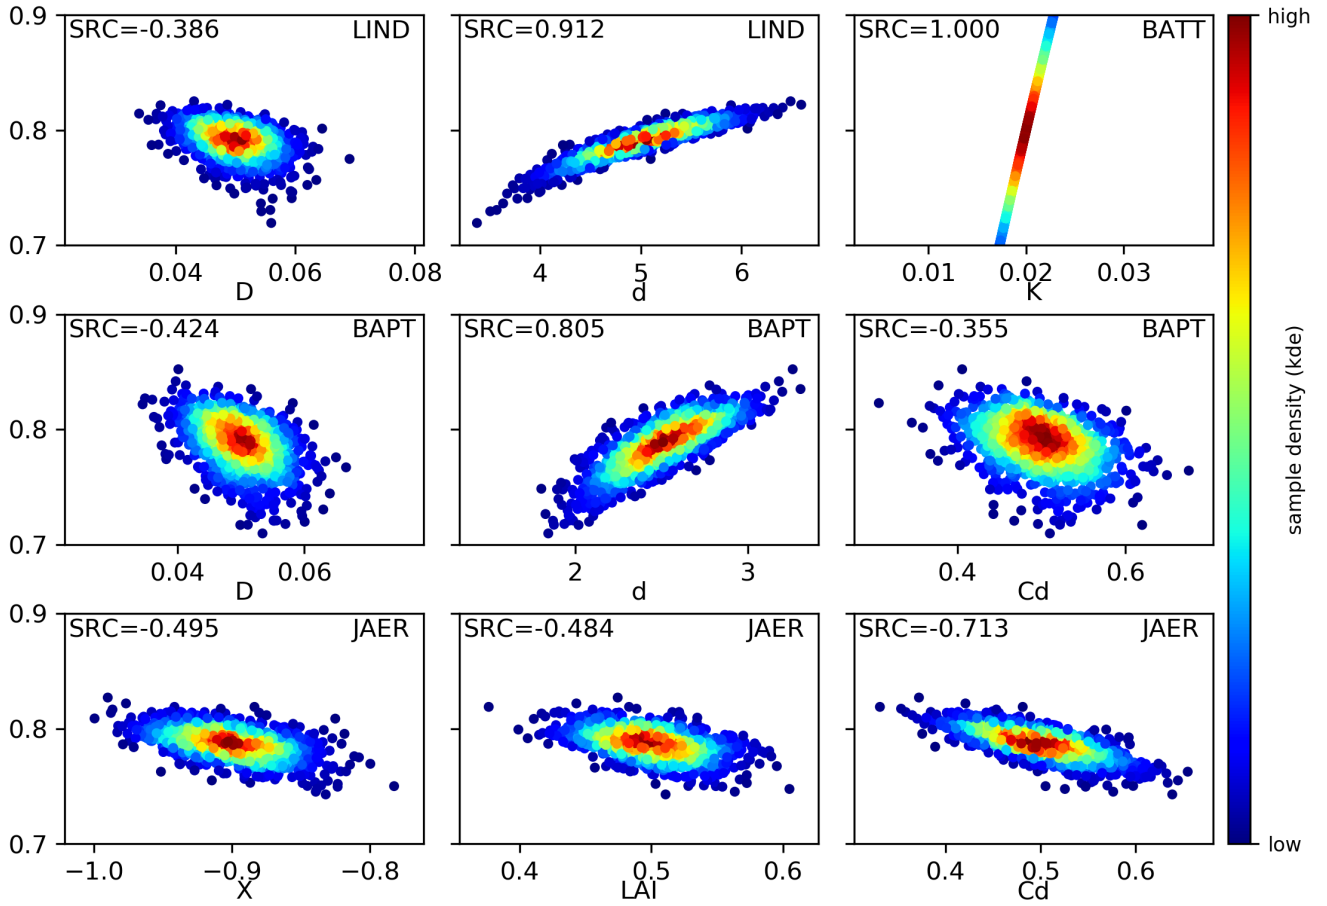 0.9
SRC=-0.386 LIND
0.8
0.7
0.04 0.06 0.08
D
SRC=0.912 LIND
4 5 6
d
SRC=1.000 BATT
0.01 0.02 0.03
K
0.9
SRC=-0.424 BAPT
0.8
0.7
0.04 0.06
D
SRC=0.805 BAPT
2 3
d
SRC=-0.355 BAPT
0.4 0.6
Cd
0.9
SRC=-0.495 JAER
0.8
0.7
−1.0 −0.9 −0.8
X
SRC=-0.484 JAER
0.4 0.5 0.6
LAI
SRC=-0.713 JAER
0.4 0.5 0.6
Cd
high
sample density (kde)
low